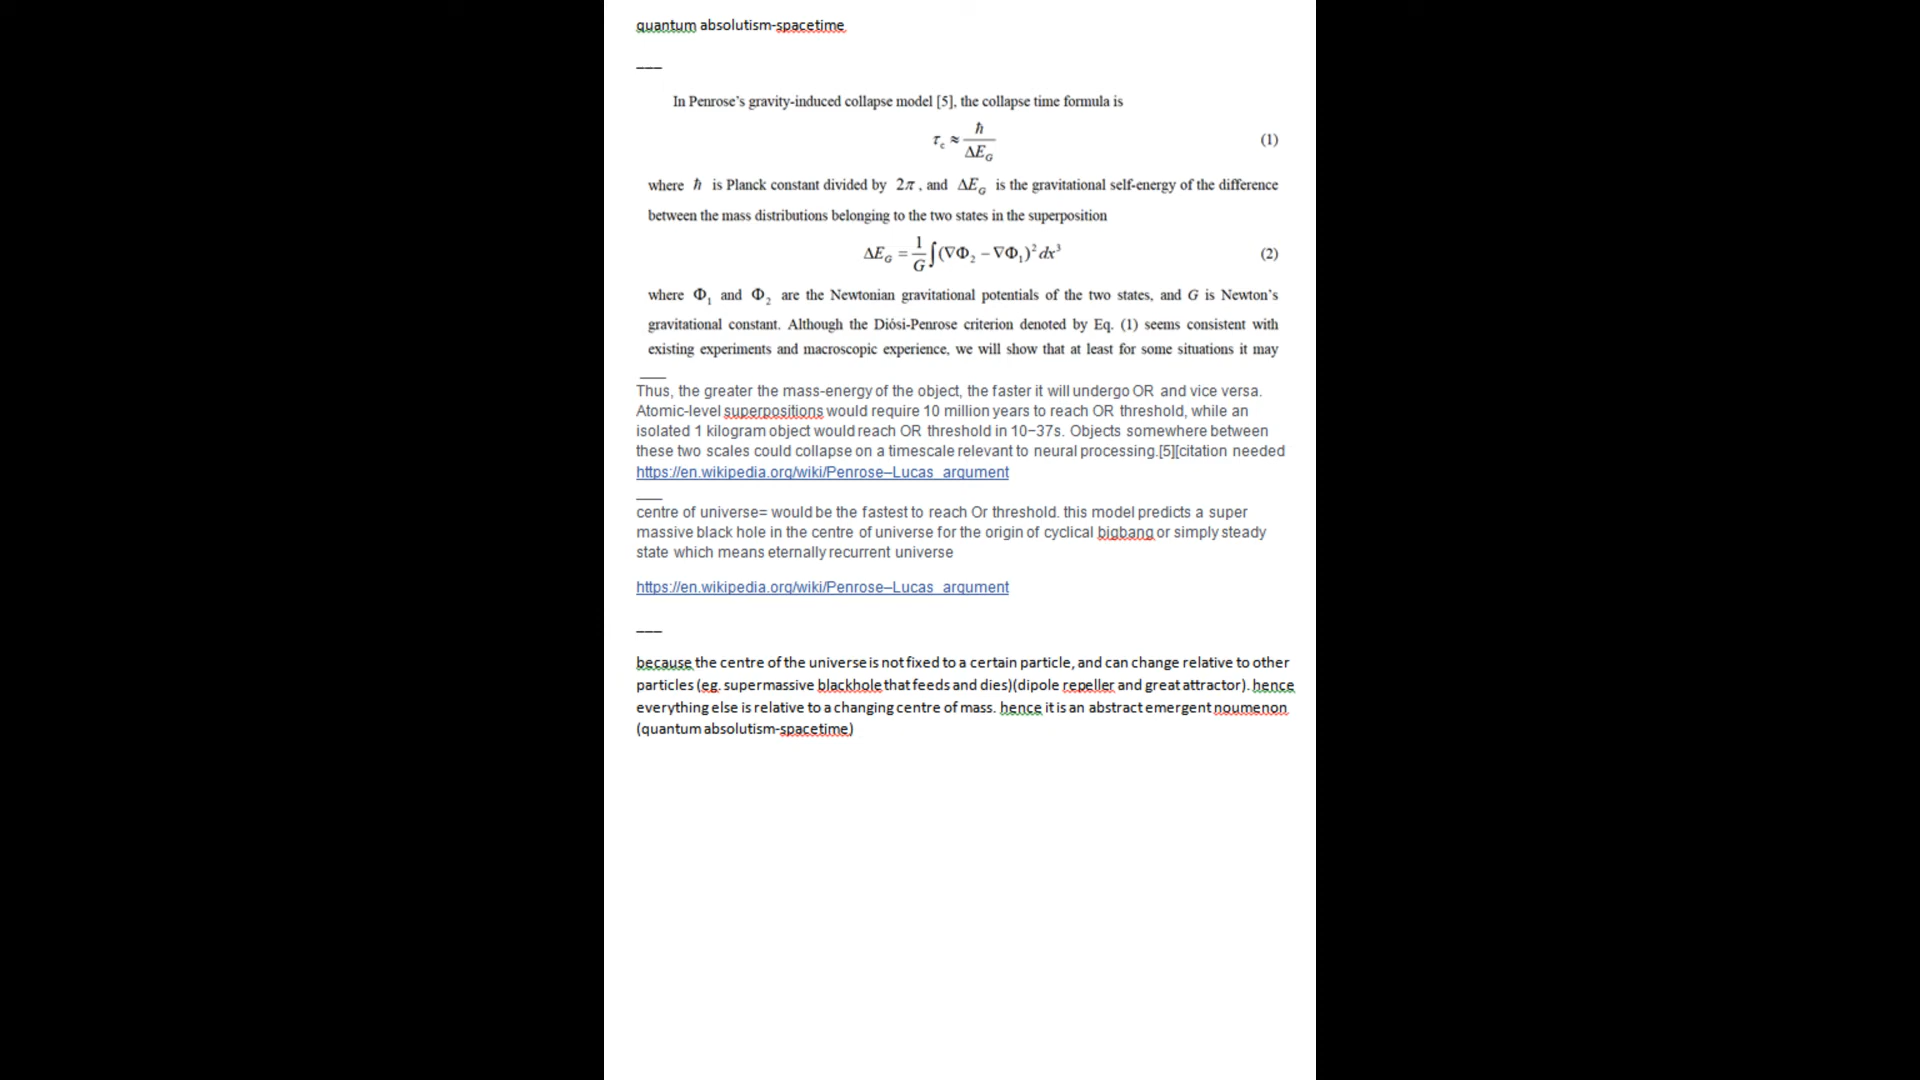 quantum absolutism-spacetime
___
In Penrose's gravity-induced collapse model [5], the collapse time formula is
τc ≈ ħ/ΔEG (1)
where ħ is Planck constant divided by 2π, and ΔEG is the gravitational self-energy of the difference
between the mass distributions belonging to the two states in the superposition
ΔEG = 1/G ∫(∇Φ2 − ∇Φ1)² dx³ (2)
where Φ1 and Φ2 are the Newtonian gravitational potentials of the two states, and G is Newton's
gravitational constant. Although the Diósi-Penrose criterion denoted by Eq. (1) seems consistent with
existing experiments and macroscopic experience, we will show that at least for some situations it may
___
Thus, the greater the mass-energy of the object, the faster it will undergo OR and vice versa.
Atomic-level superpositions would require 10 million years to reach OR threshold, while an
isolated 1 kilogram object would reach OR threshold in 10−37s. Objects somewhere between
these two scales could collapse on a timescale relevant to neural processing.[5][citation needed
https://en.wikipedia.org/wiki/Penrose–Lucas_argument
___
centre of universe= would be the fastest to reach Or threshold. this model predicts a super
massive black hole in the centre of universe for the origin of cyclical bigbang or simply steady
state which means eternally recurrent universe
https://en.wikipedia.org/wiki/Penrose–Lucas_argument
___
because the centre of the universe is not fixed to a certain particle, and can change relative to other
particles (eg. supermassive blackhole that feeds and dies)(dipole repeller and great attractor). hence
everything else is relative to a changing centre of mass. hence it is an abstract emergent noumenon
(quantum absolutism-spacetime)